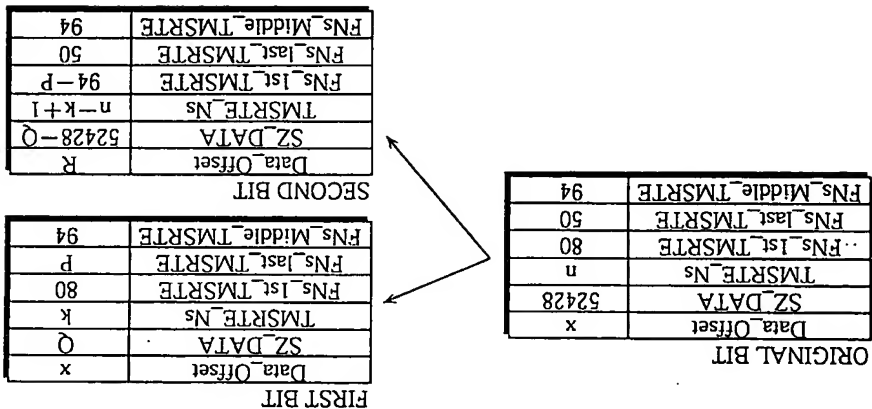 ORIGINAL BIT
Data_Offset x
SZ_DATA 52428
TMSRTE_Ns n
FNs_1st_TMSRTE 80
FNs_last_TMSRTE 50
FNs_Middle_TMSRTE 94
FIRST BIT
Data_Offset x
SZ_DATA Q
TMSRTE_Ns k
FNs_1st_TMSRTE 80
FNs_last_TMSRTE P
FNs_Middle_TMSRTE 94
SECOND BIT
Data_Offset R
SZ_DATA 52428-Q
TMSRTE_Ns n-k+1
FNs_1st_TMSRTE 94-P
FNs_last_TMSRTE 50
FNs_Middle_TMSRTE 94